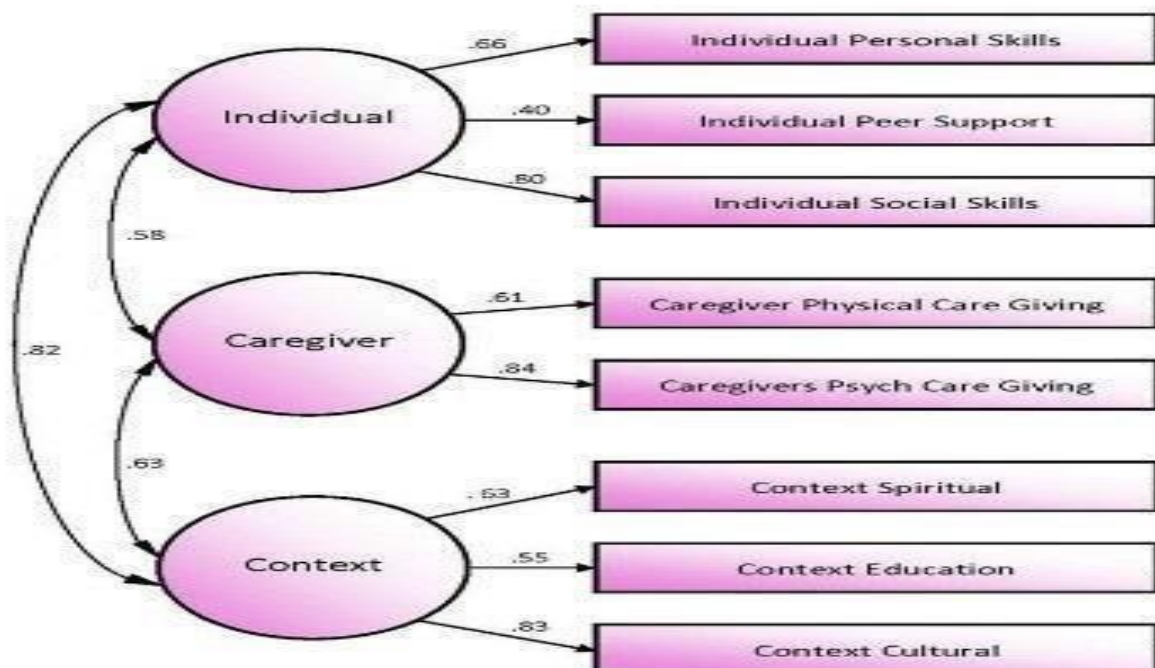 .66
Individual Personal Skills
Individual
.40
Individual Peer Support
.80
Individual Social Skills
.58
.61
Caregiver Physical Care Giving
Caregiver
.82
.84
Caregivers Psych Care Giving
.63
.63
Context Spiritual
Context
.55
Context Education
.83
Context Cultural